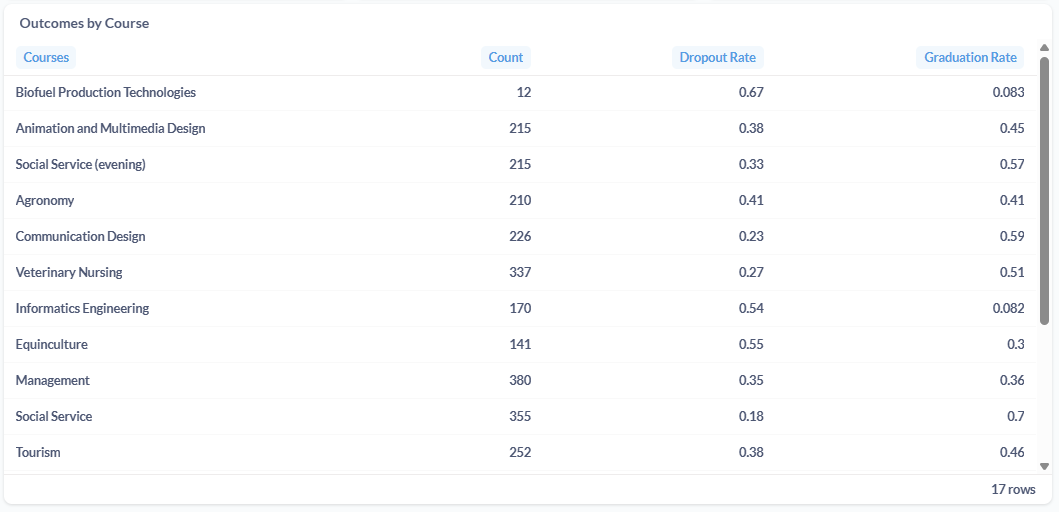 Outcomes by Course
Courses Count Dropout Rate Graduation Rate
Biofuel Production Technologies 12 0.67 0.083
Animation and Multimedia Design 215 0.38 0.45
Social Service (evening) 215 0.33 0.57
Agronomy 210 0.41 0.41
Communication Design 226 0.23 0.59
Veterinary Nursing 337 0.27 0.51
Informatics Engineering 170 0.54 0.082
Equinculture 141 0.55 0.3
Management 380 0.35 0.36
Social Service 355 0.18 0.7
Tourism 252 0.38 0.46
17 rows